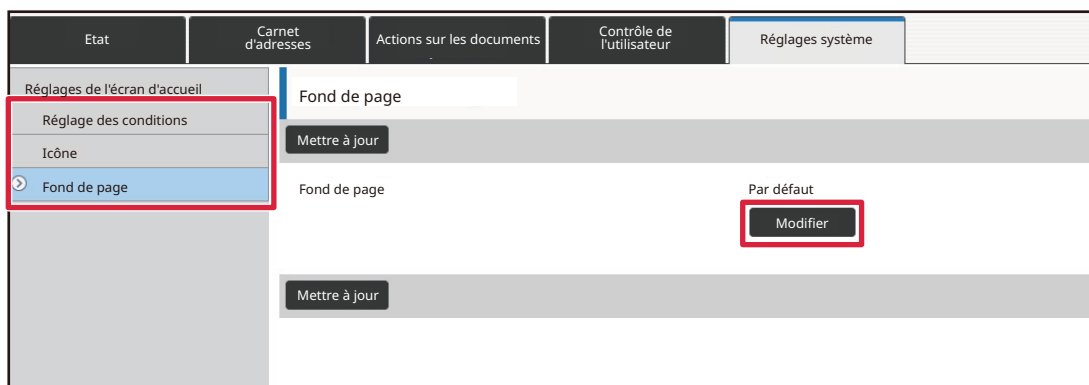 Etat
Carnet
d'adresses
Actions sur les documents
Contrôle de
l'utilisateur
Réglages système
Réglages de l'écran d'accueil
Réglage des conditions
Icône
Fond de page
Fond de page
Mettre à jour
Fond de page
Par défaut
Modifier
Mettre à jour